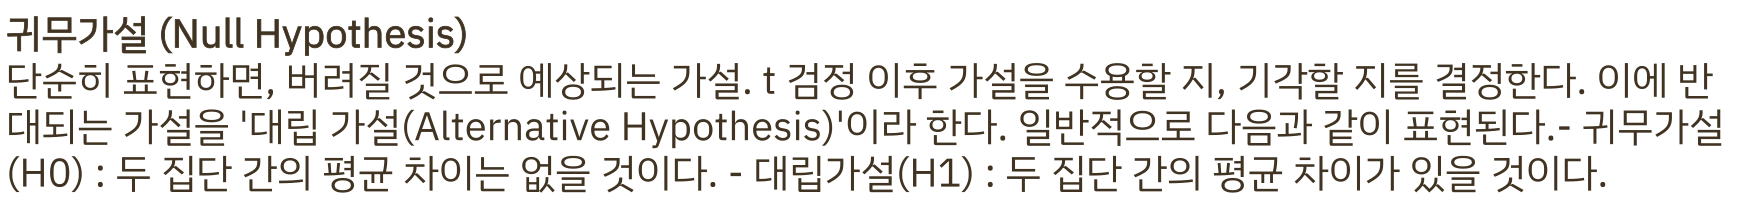 귀무가설 (Null Hypothesis)
단순히 표현하면, 버려질 것으로 예상되는 가설. t 검정 이후 가설을 수용할 지, 기각할 지를 결정한다. 이에 반
대되는 가설을 '대립 가설(Alternative Hypothesis)'이라 한다. 일반적으로 다음과 같이 표현된다.- 귀무가설
(H0) : 두 집단 간의 평균 차이는 없을 것이다. - 대립가설(H1) : 두 집단 간의 평균 차이가 있을 것이다.